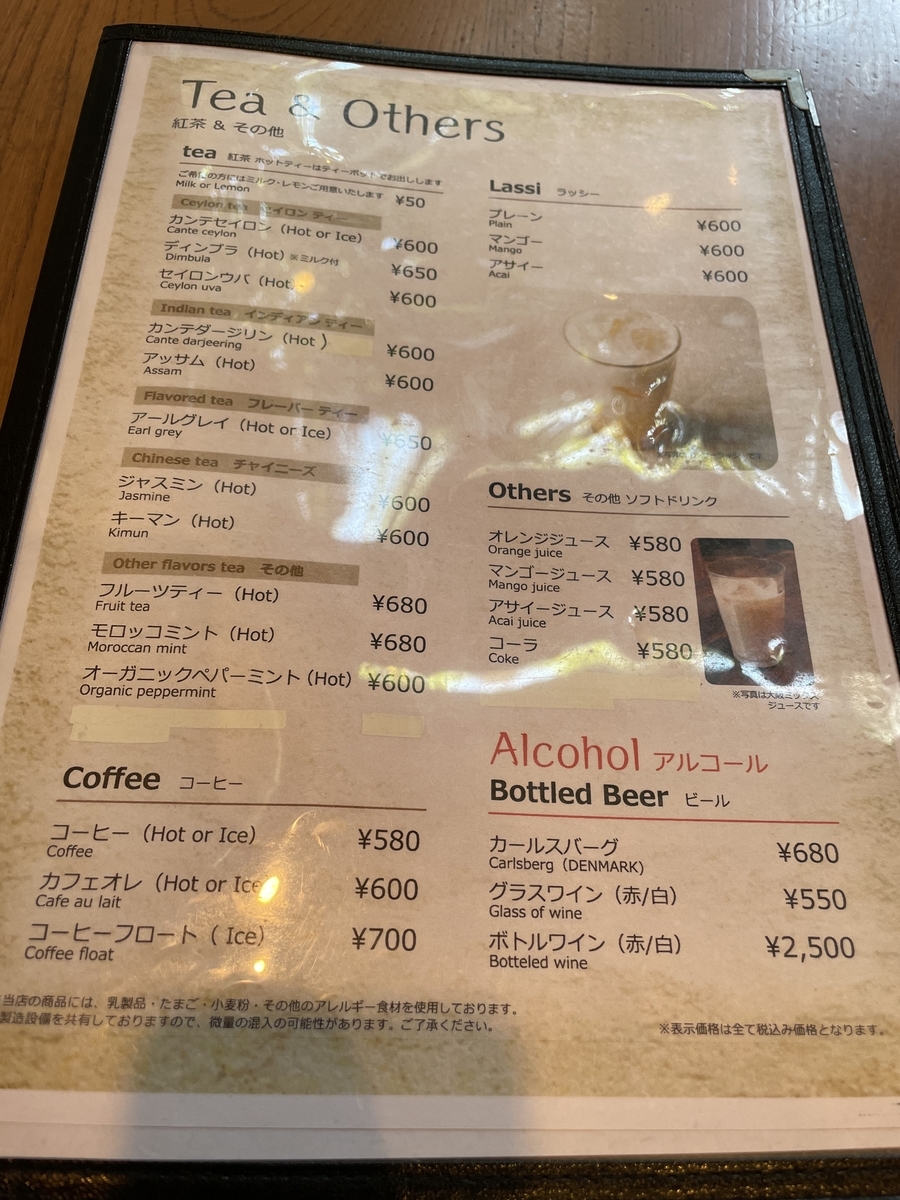 Tea & Others
紅茶 & その他
tea 紅茶 ホットティーはティーポットでお出しします
ご希望の方にはミルク・レモンご用意いたします
Milk or Lemon ¥50
Ceylon tea セイロン ティー
カンテセイロン（Hot or Ice） ¥600
Cante ceylon
ディンブラ（Hot）※ミルク付 ¥650
Dimbula
セイロンウバ（Hot） ¥600
Ceylon uva
Indian tea インディアン ティー
カンテダージリン（Hot ） ¥600
Cante darjeering
アッサム（Hot） ¥600
Assam
Flavored tea フレーバー ティー
アールグレイ（Hot or Ice） ¥650
Earl grey
Chinese tea チャイニーズ
ジャスミン（Hot） ¥600
Jasmine
キーマン（Hot） ¥600
Kimun
Other flavors tea その他
フルーツティー（Hot） ¥680
Fruit tea
モロッコミント（Hot） ¥680
Moroccan mint
オーガニックペパーミント（Hot） ¥600
Organic peppermint
Coffee コーヒー
コーヒー（Hot or Ice） ¥580
Coffee
カフェオレ（Hot or Ice ¥600
Cafe au lait
コーヒーフロート（ Ice） ¥700
Coffee float
Lassi ラッシー
プレーン ¥600
Plain
マンゴー ¥600
Mango
アサイー ¥600
Acai
Others その他 ソフトドリンク
オレンジジュース ¥580
Orange juice
マンゴージュース ¥580
Mango juice
アサイージュース ¥580
Acai juice
コーラ ¥580
Coke
※写真は大阪ミックス
ジュースです
Alcohol アルコール
Bottled Beer ビール
カールスバーグ ¥680
Carlsberg（DENMARK）
グラスワイン（赤/白） ¥550
Glass of wine
ボトルワイン（赤/白） ¥2,500
Botteled wine
当店の商品には、乳製品・たまご・小麦粉・その他のアレルギー食材を使用しております。
製造設備を共有しておりますので、微量の混入の可能性があります。ご了承ください。
※表示価格は全て税込み価格となります。